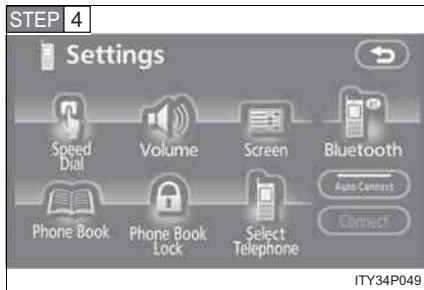 STEP 4
Settings
Speed
Dial
Volume
Screen
Bluetooth
Auto Connect
Phone Book
Phone Book
Lock
Select
Telephone
Connect
ITY34P049